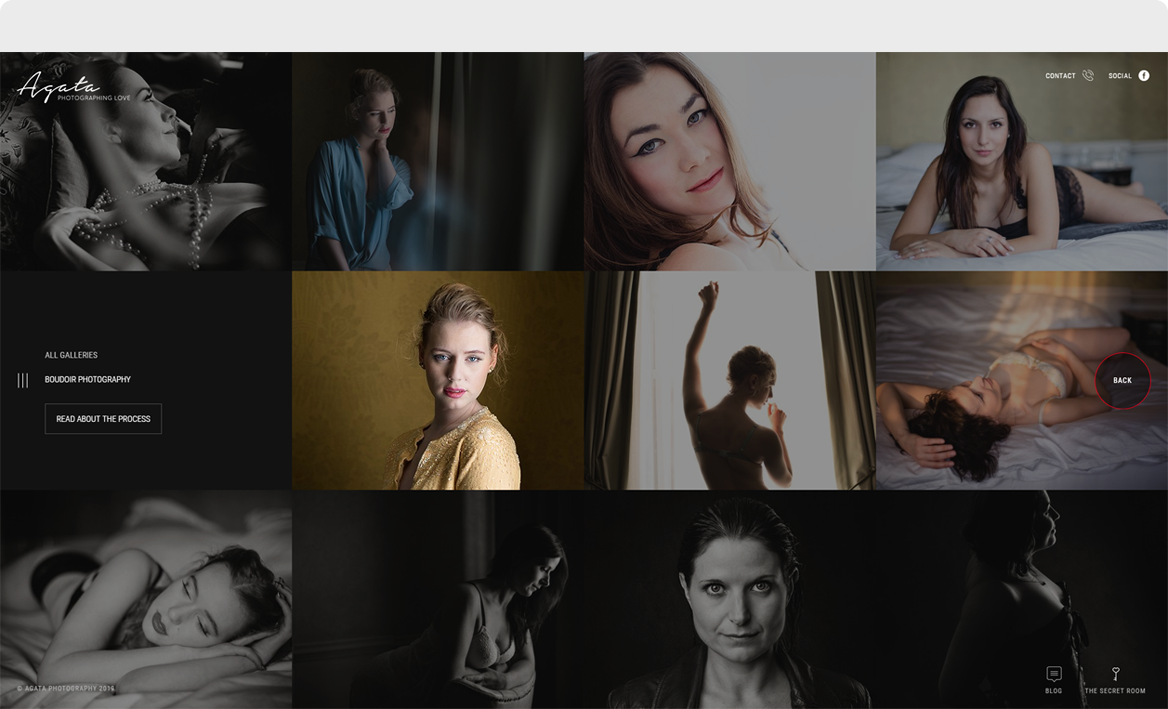 Agata
PHOTOGRAPHING LOVE
CONTACT
SOCIAL
f
ALL GALLERIES
BOUDOIR PHOTOGRAPHY
READ ABOUT THE PROCESS
BACK
© AGATA PHOTOGRAPHY 2016
BLOG
THE SECRET ROOM